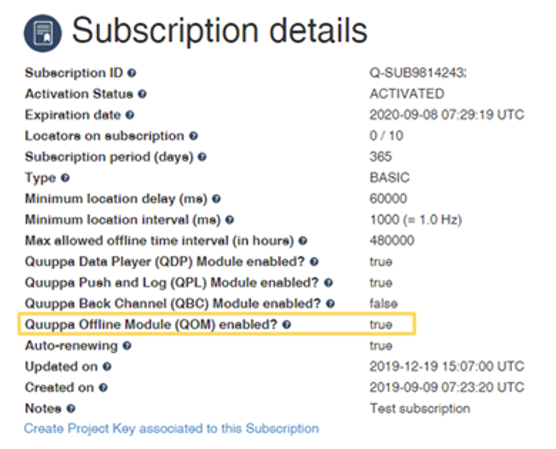 Subscription details
Subscription ID Q-SUB9814243
Activation Status ACTIVATED
Expiration date 2020-09-08 07:29:19 UTC
Locators on subscription 0 / 10
Subscription period (days) 365
Type BASIC
Minimum location delay (ms) 60000
Minimum location interval (ms) 1000 (= 1.0 Hz)
Max allowed offline time interval (in hours) 480000
Quuppa Data Player (QDP) Module enabled? true
Quuppa Push and Log (QPL) Module enabled? true
Quuppa Back Channel (QBC) Module enabled? false
Quuppa Offline Module (QOM) enabled? true
Auto-renewing true
Updated on 2019-12-19 15:07:00 UTC
Created on 2019-09-09 07:23:20 UTC
Notes Test subscription
Create Project Key associated to this Subscription